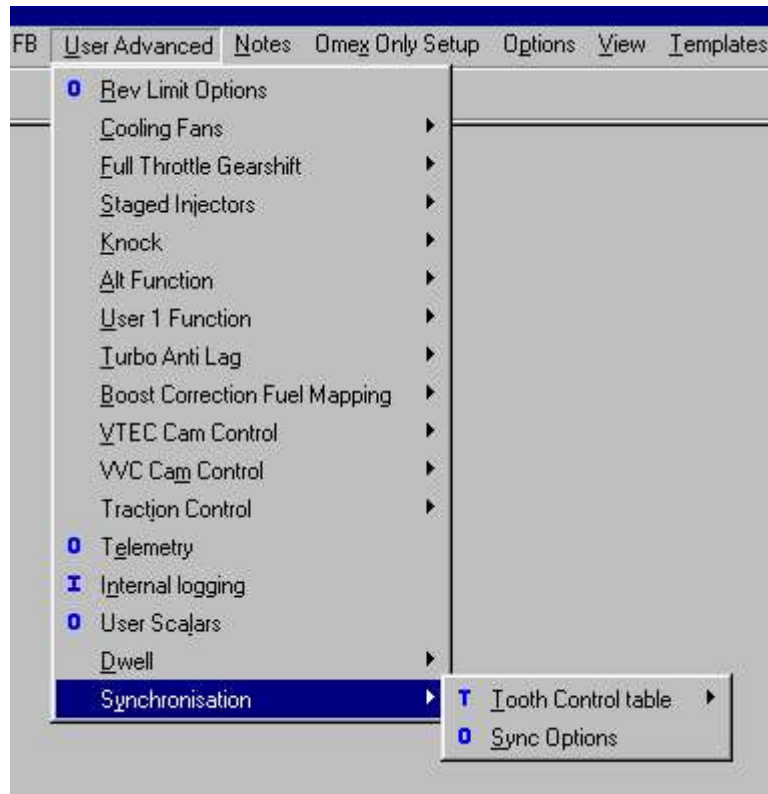 FB User Advanced Notes Omex Only Setup Options View Templates
O Rev Limit Options
Cooling Fans
Full Throttle Gearshift
Staged Injectors
Knock
Alt Function
User 1 Function
Turbo Anti Lag
Boost Correction Fuel Mapping
VTEC Cam Control
VVC Cam Control
Traction Control
O Telemetry
I Internal logging
O User Scalars
Dwell
Synchronisation T Tooth Control table
O Sync Options